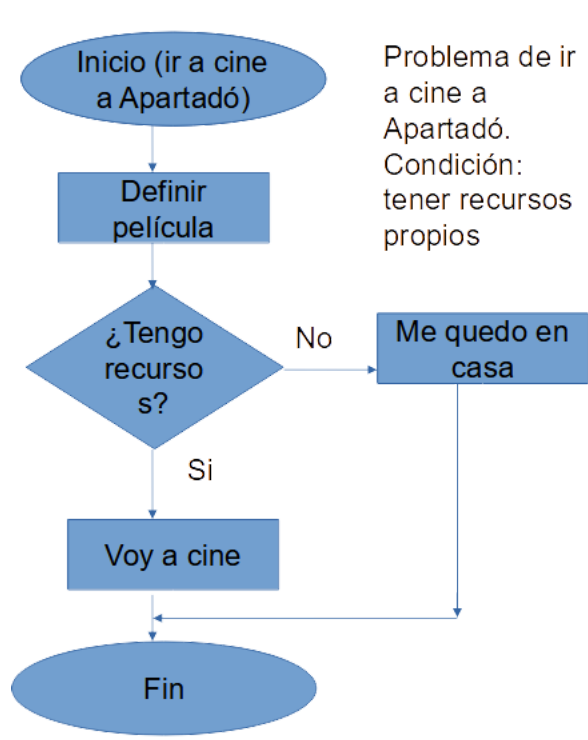 Inicio (ir a cine
a Apartadó)
Problema de ir
a cine a
Apartadó.
Condición:
tener recursos
propios
Definir
película
¿Tengo
recurso
s?
No
Me quedo en
casa
Si
Voy a cine
Fin